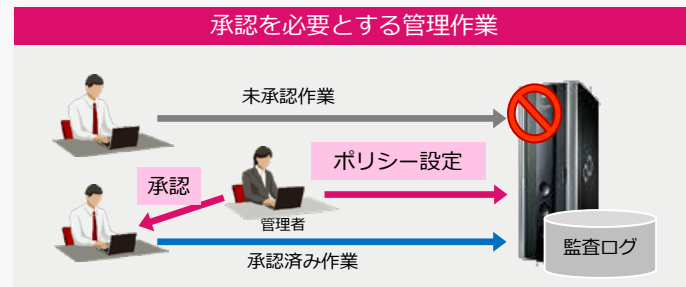 承認を必要とする管理作業
未承認作業
ポリシー設定
承認
管理者
監査ログ
承認済み作業